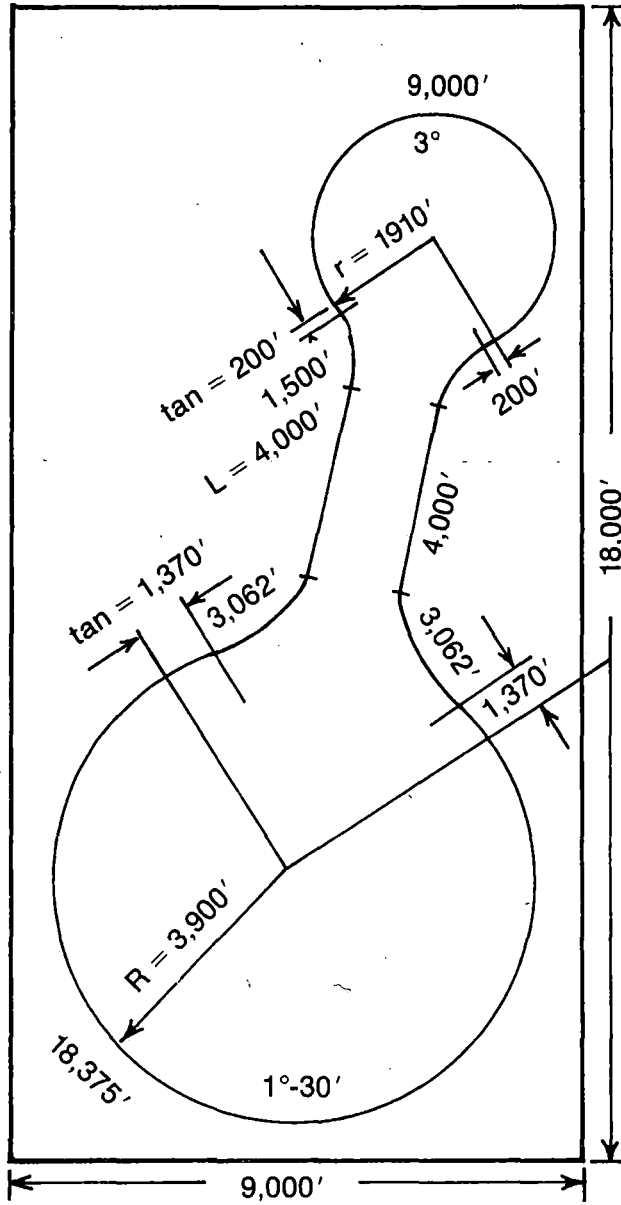 9,000'
3°
r = 1910'
tan = 200'
1,500'
L = 4,000'
200'
4,000'
18.000'
tan = 1,370'
3,062'
3,062'
1,370'
R = 3,900'
18,375'
1°-30'
9,000'